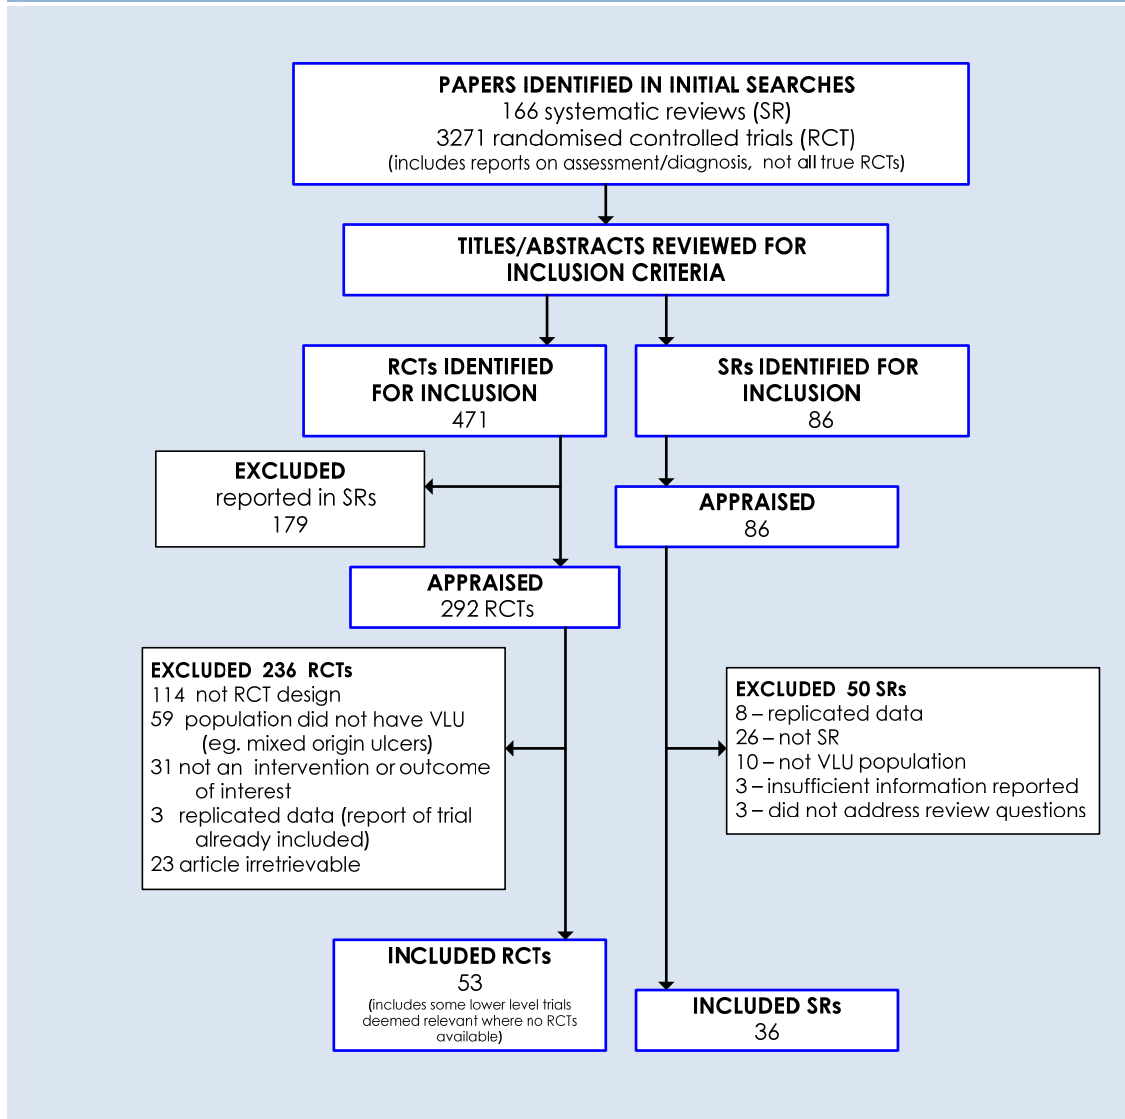 PAPERS IDENTIFIED IN INITIAL SEARCHES
166 systematic reviews (SR)
3271 randomised controlled trials (RCT)
(includes reports on assessment/diagnosis, not all true RCTs)
TITLES/ABSTRACTS REVIEWED FOR
INCLUSION CRITERIA
RCTs IDENTIFIED
FOR INCLUSION
471
SRs IDENTIFIED FOR
INCLUSION
86
EXCLUDED
reported in SRs
179
APPRAISED
86
APPRAISED
292 RCTs
EXCLUDED 236 RCTs
114 not RCT design
59 population did not have VLU
(eg. mixed origin ulcers)
31 not an intervention or outcome
of interest
3 replicated data (report of trial
already included)
23 article irretrievable
EXCLUDED 50 SRs
8 – replicated data
26 – not SR
10 – not VLU population
3 – insufficient information reported
3 – did not address review questions
INCLUDED RCTs
53
(includes some lower level trials
deemed relevant where no RCTs
available)
INCLUDED SRs
36